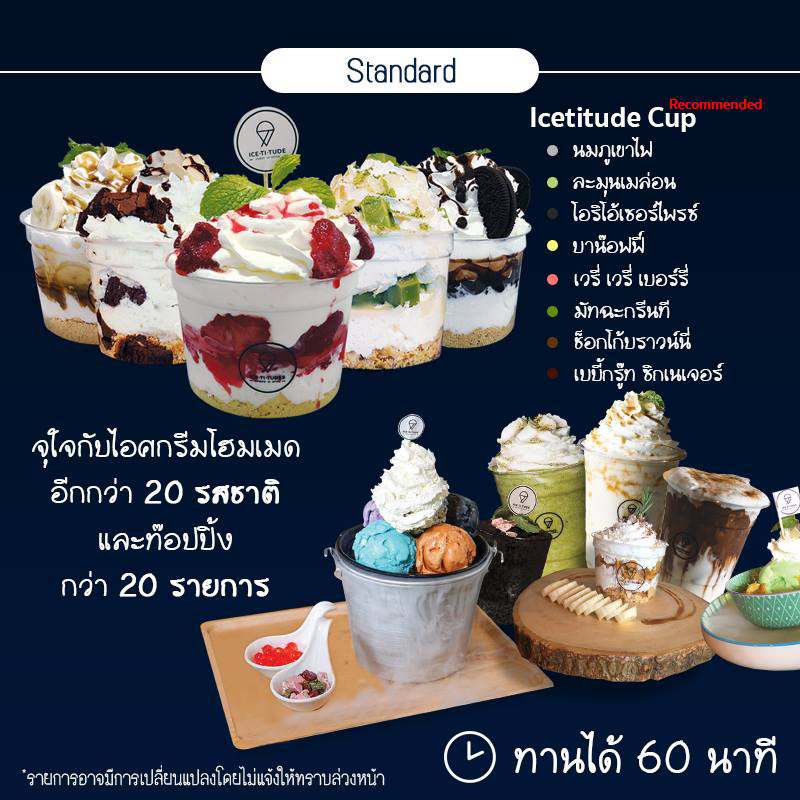 Standard
Recommended
Icetitude Cup
นมภูเขาไฟ
ละมุนเมล่อน
โอริโอ้เซอร์ไพรซ์
บาน๊อฟฟี่
เวรี่ เวรี่ เบอร์รี่
มัทฉะกรีนที
ช็อกโก้บราวน์นี่
เบบี้กรู๊ท ซิกเนเจอร์
ICE·TI·TUDE
ICE·TI·TUDE
จุใจกับไอศกรีมโฮมเมด
อีกกว่า 20 รสชาติ
และท๊อปปิ้ง
กว่า 20 รายการ
ทานได้ 60 นาที
*รายการอาจมีการเปลี่ยนแปลงโดยไม่แจ้งให้ทราบล่วงหน้า